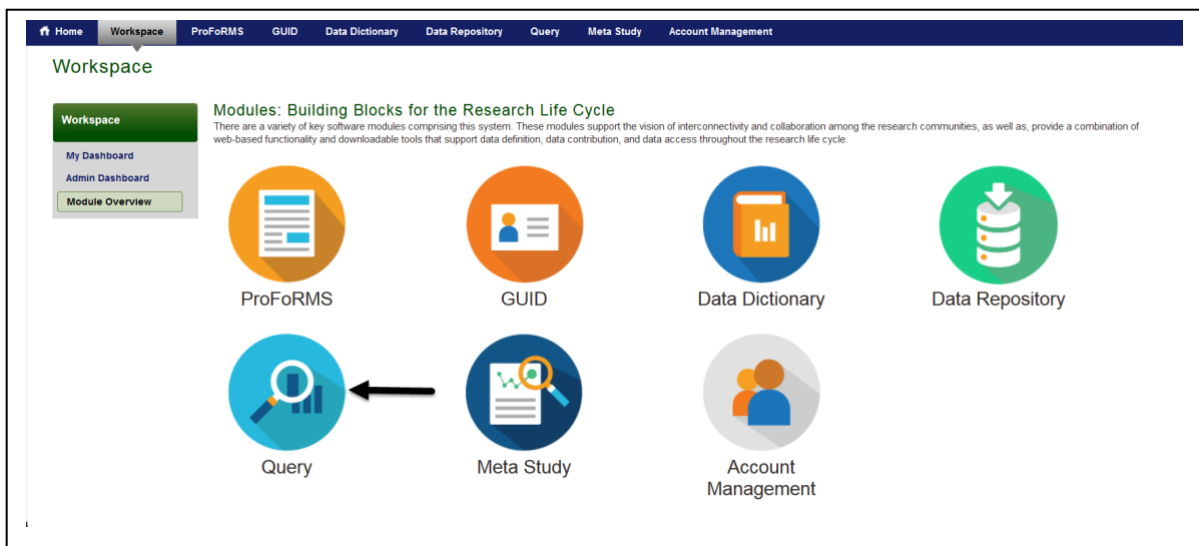 Home Workspace ProFoRMS GUID Data Dictionary Data Repository Query Meta Study Account Management
Workspace
Workspace
My Dashboard
Admin Dashboard
Module Overview
Modules: Building Blocks for the Research Life Cycle
There are a variety of key software modules comprising this system. These modules support the vision of interconnectivity and collaboration among the research communities, as well as, provide a combination of
web-based functionality and downloadable tools that support data definition, data contribution, and data access throughout the research life cycle.
ProFoRMS
GUID
Data Dictionary
Data Repository
Query
Meta Study
Account
Management